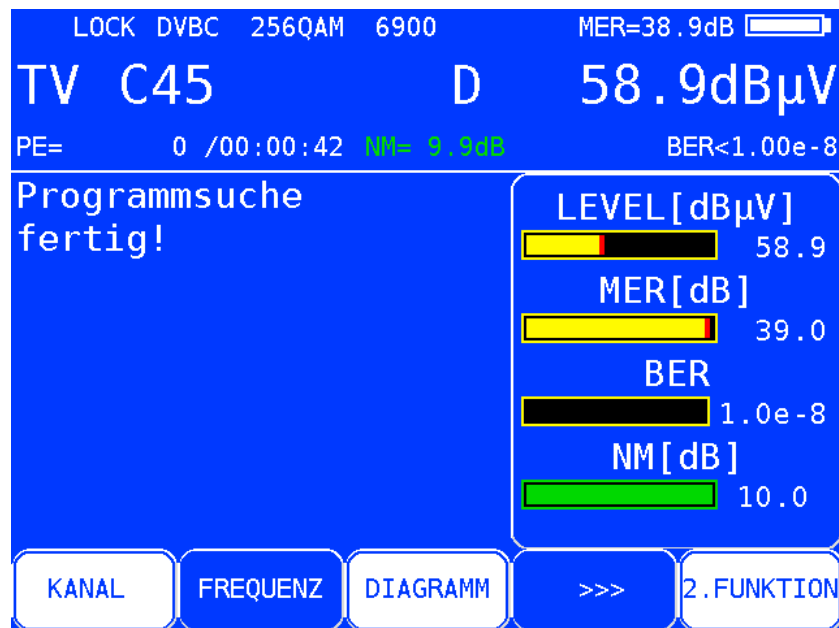 LOCK DVBC 256QAM 6900 MER=38.9dB
TV C45 D 58.9dBµV
PE= 0 /00:00:42 NM= 9.9dB BER<1.00e-8
Programmsuche
fertig!
LEVEL[dBµV]
58.9
MER[dB]
39.0
BER
1.0e-8
NM[dB]
10.0
KANAL FREQUENZ DIAGRAMM >>> 2.FUNKTION